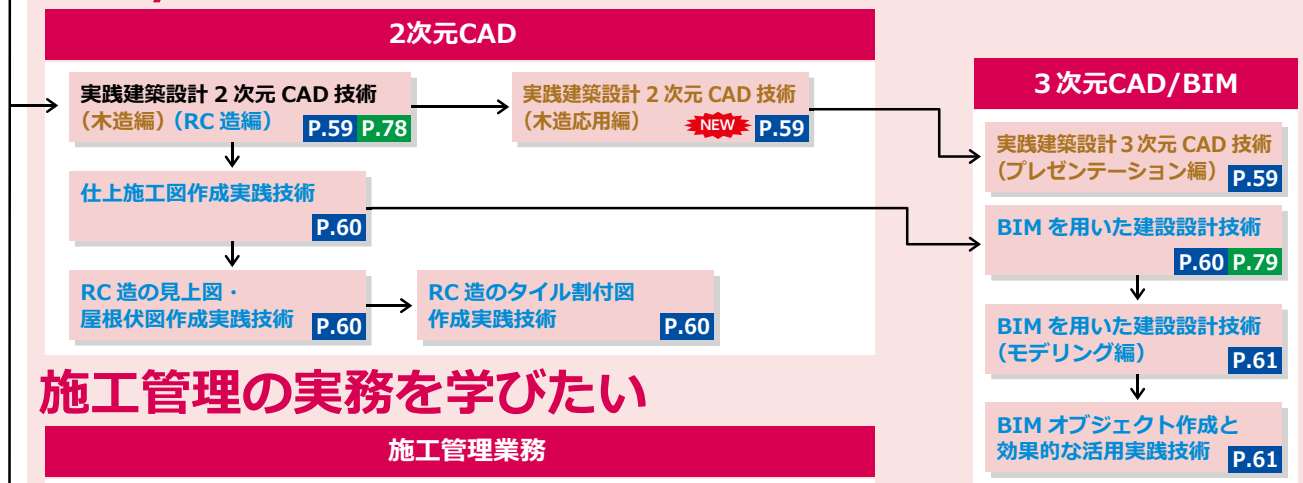 2次元CAD
実践建築設計 2 次元 CAD 技術
（木造編）（RC 造編） P.59 P.78
実践建築設計 2 次元 CAD 技術
（木造応用編） NEW P.59
仕上施工図作成実践技術
P.60
RC 造の見上図・
屋根伏図作成実践技術 P.60
RC 造のタイル割付図
作成実践技術 P.60
3次元CAD/BIM
実践建築設計3次元 CAD 技術
（プレゼンテーション編） P.59
BIM を用いた建設設計技術
P.60 P.79
BIM を用いた建設設計技術
（モデリング編） P.61
BIM オブジェクト作成と
効果的な活用実践技術 P.61
施工管理の実務を学びたい
施工管理業務